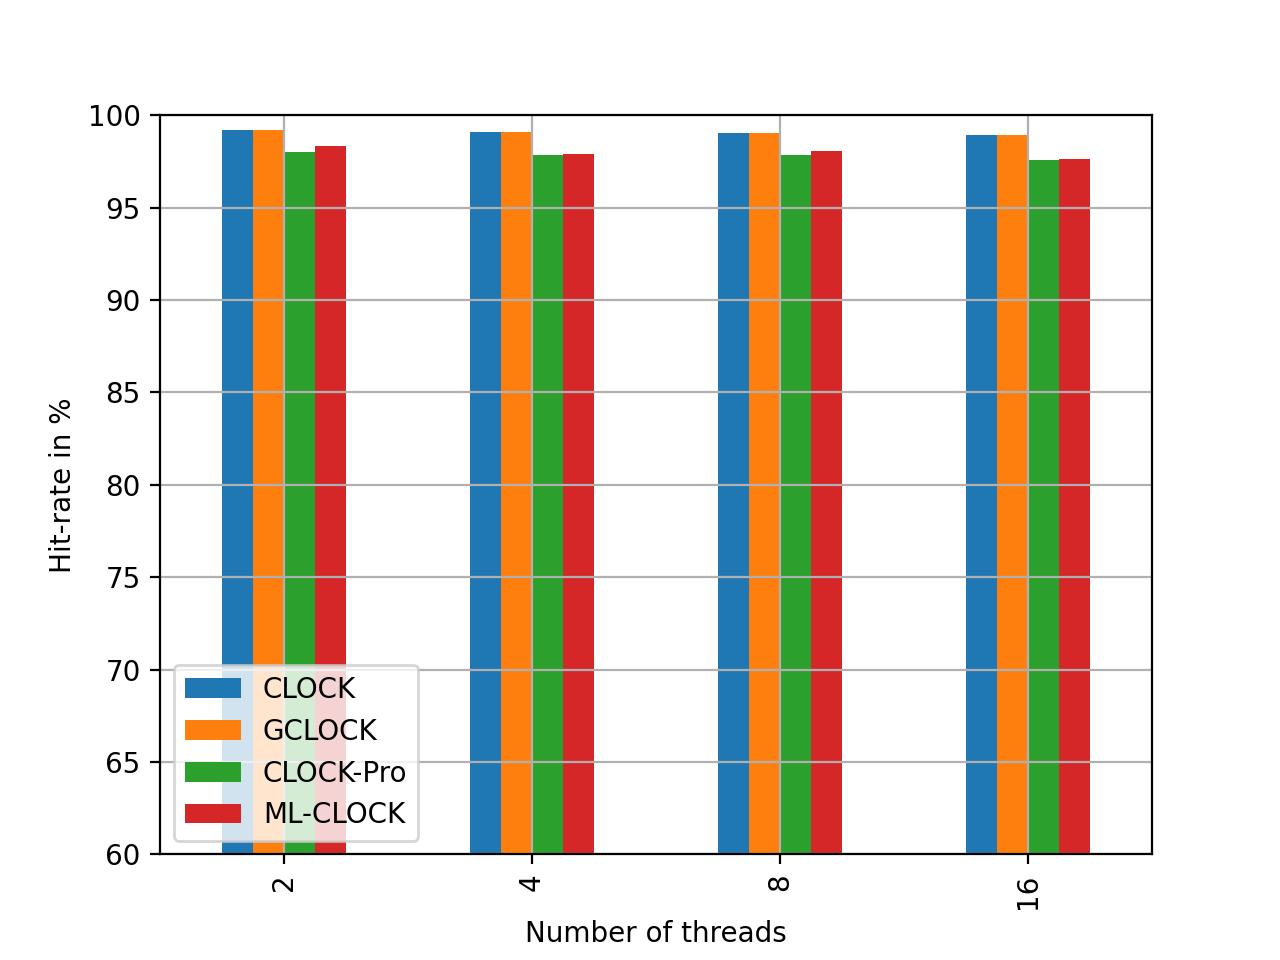 100
95
90
85
80
75
70
65
60
Hit-rate in %
CLOCK
GCLOCK
CLOCK-Pro
ML-CLOCK
2 4 8 16
Number of threads